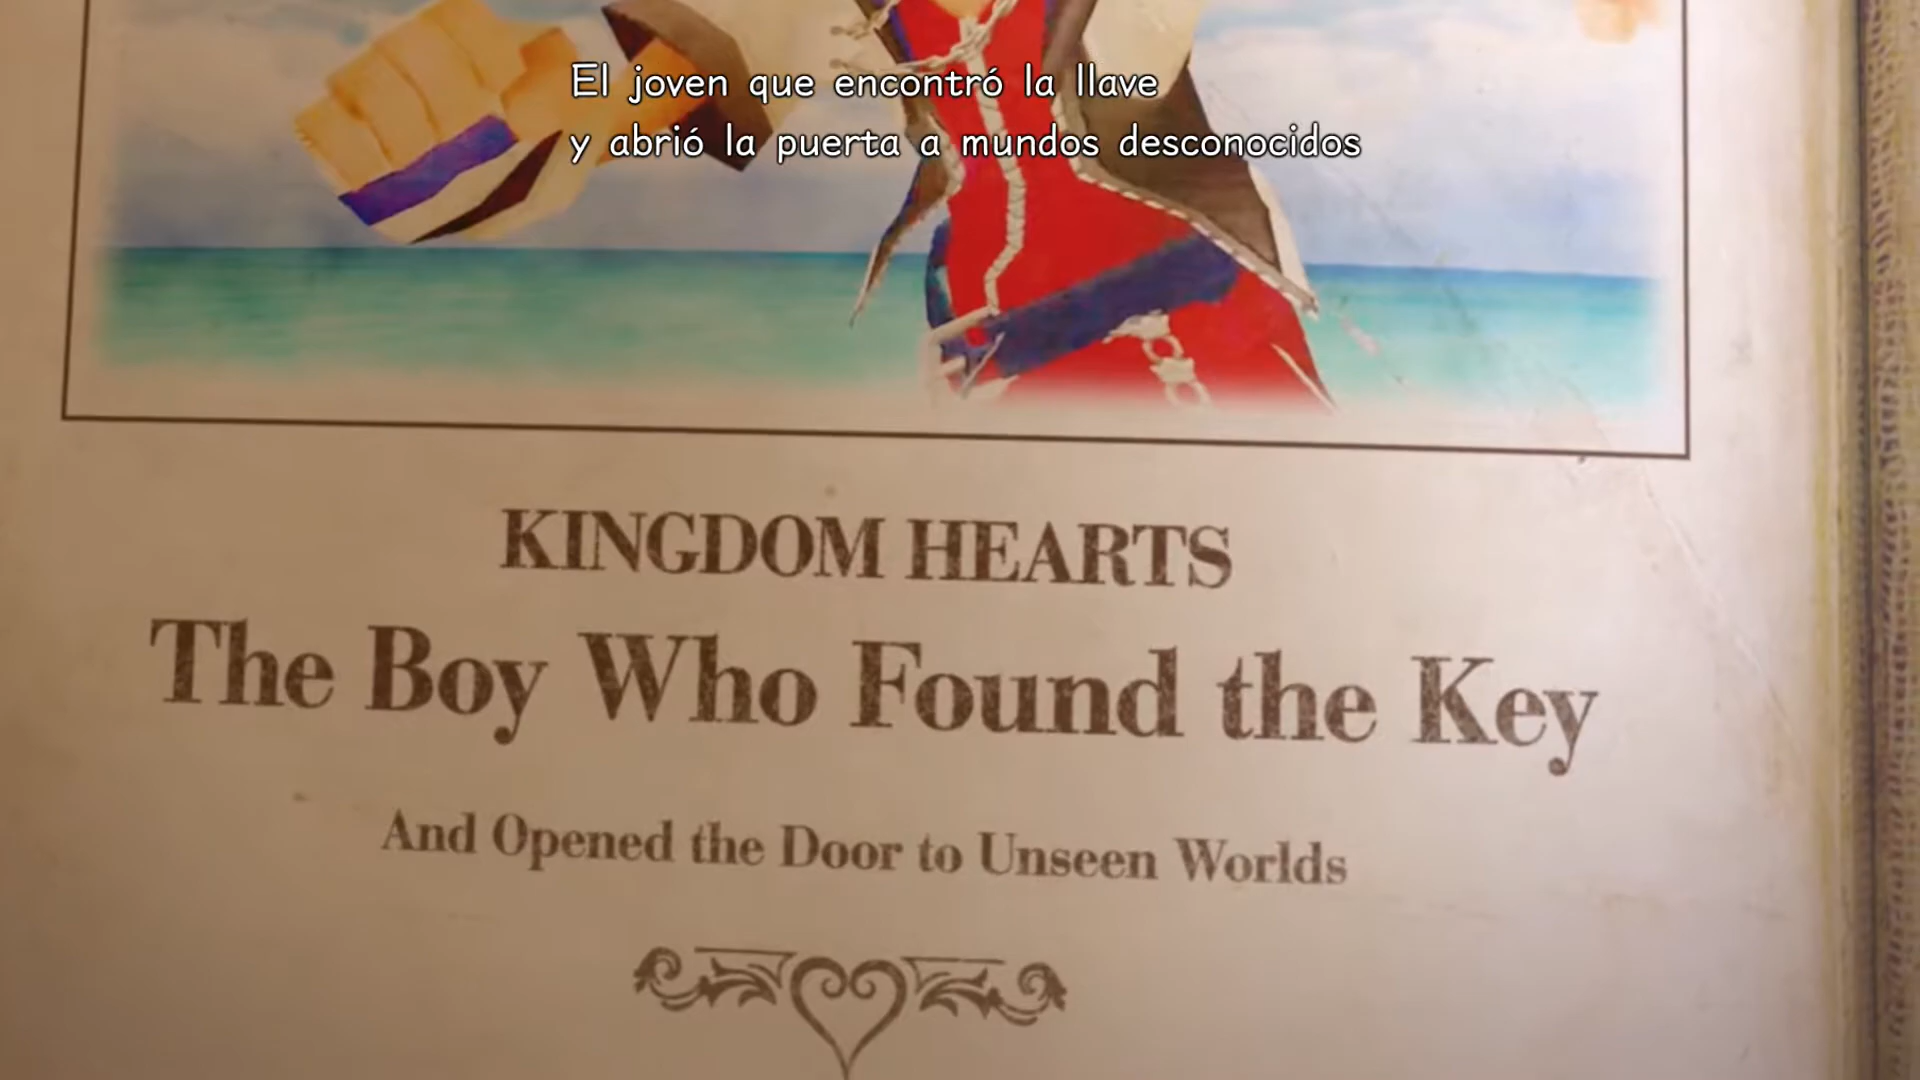 El joven que encontró la llave
y abrió la puerta a mundos desconocidos
KINGDOM HEARTS
The Boy Who Found the Key
And Opened the Door to Unseen Worlds